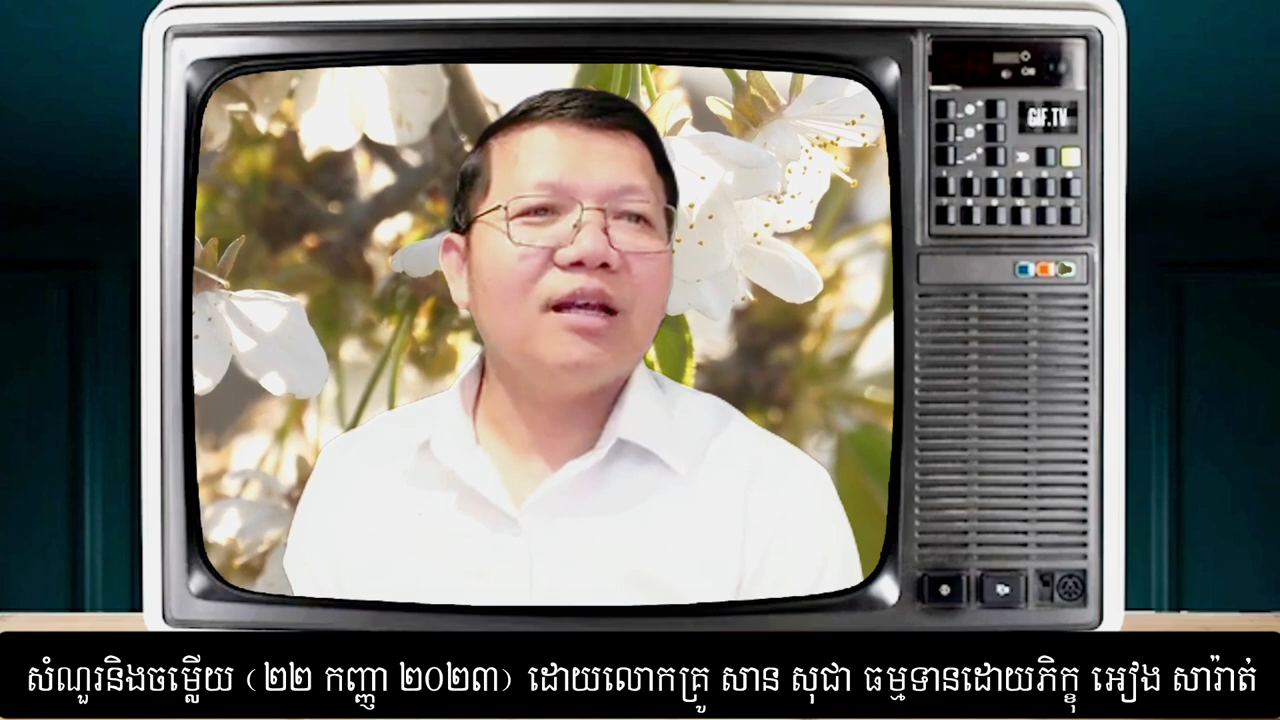 GIF.TV
សំណួរនិងចម្លើយ (២២ កញ្ញា ២០២៣) ដោយលោកគ្រូ សាន សុជា ធម្មទានដោយភិក្ខុ អៀង សារ៉ាត់